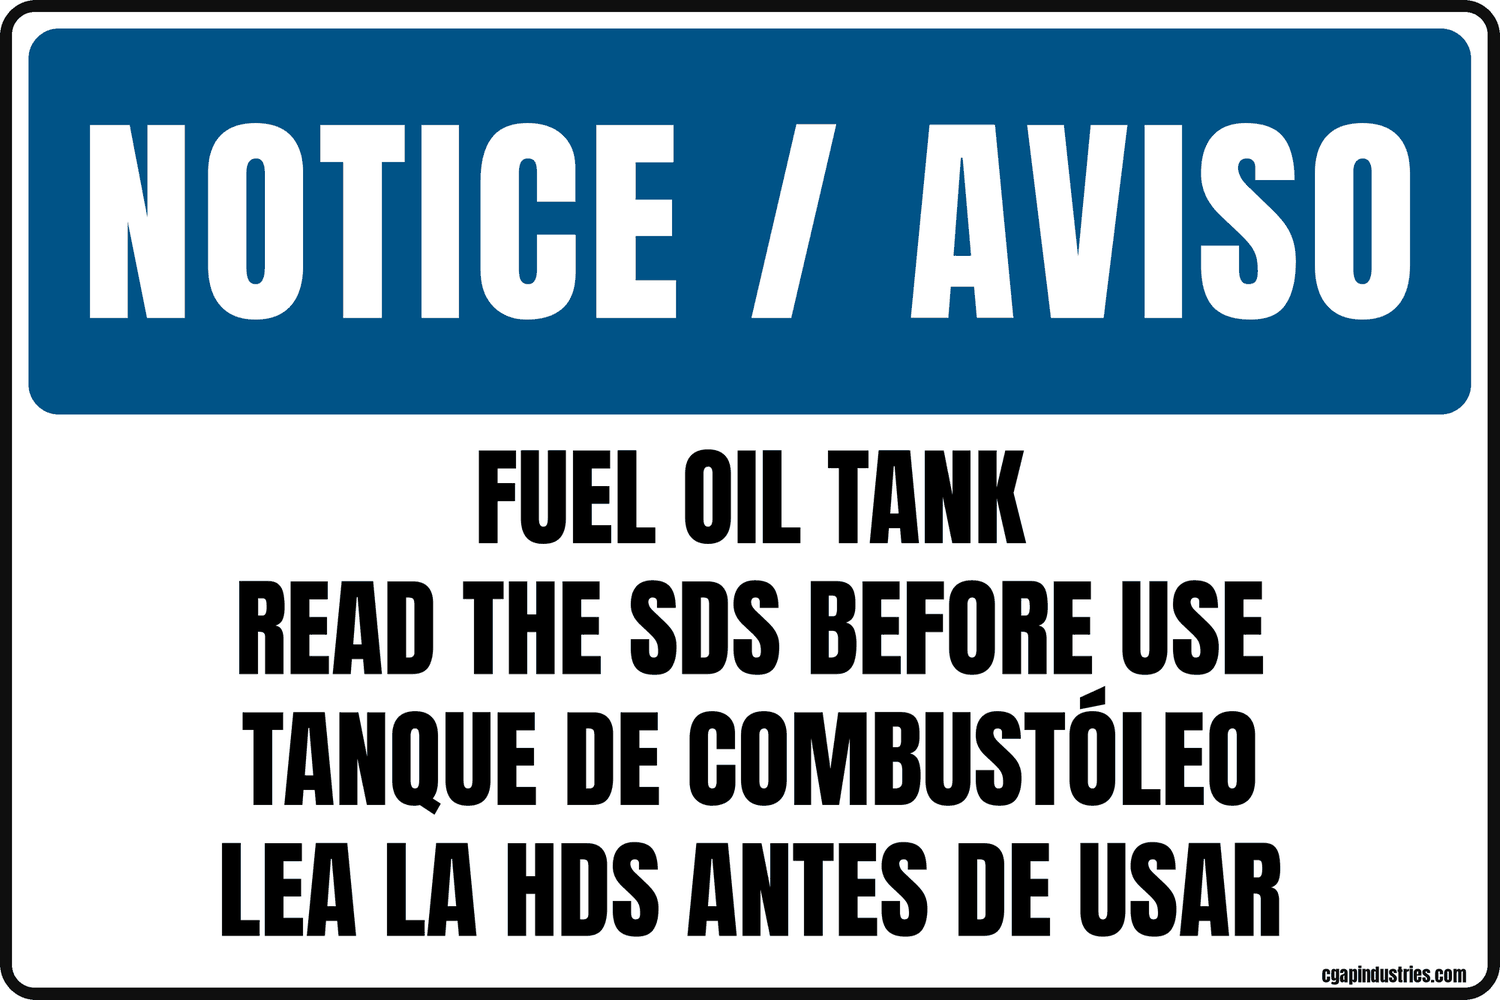 NOTICE / AVISO
FUEL OIL TANK
READ THE SDS BEFORE USE
TANQUE DE COMBUSTÓLEO
LEA LA HDS ANTES DE USAR
cgapindustries.com